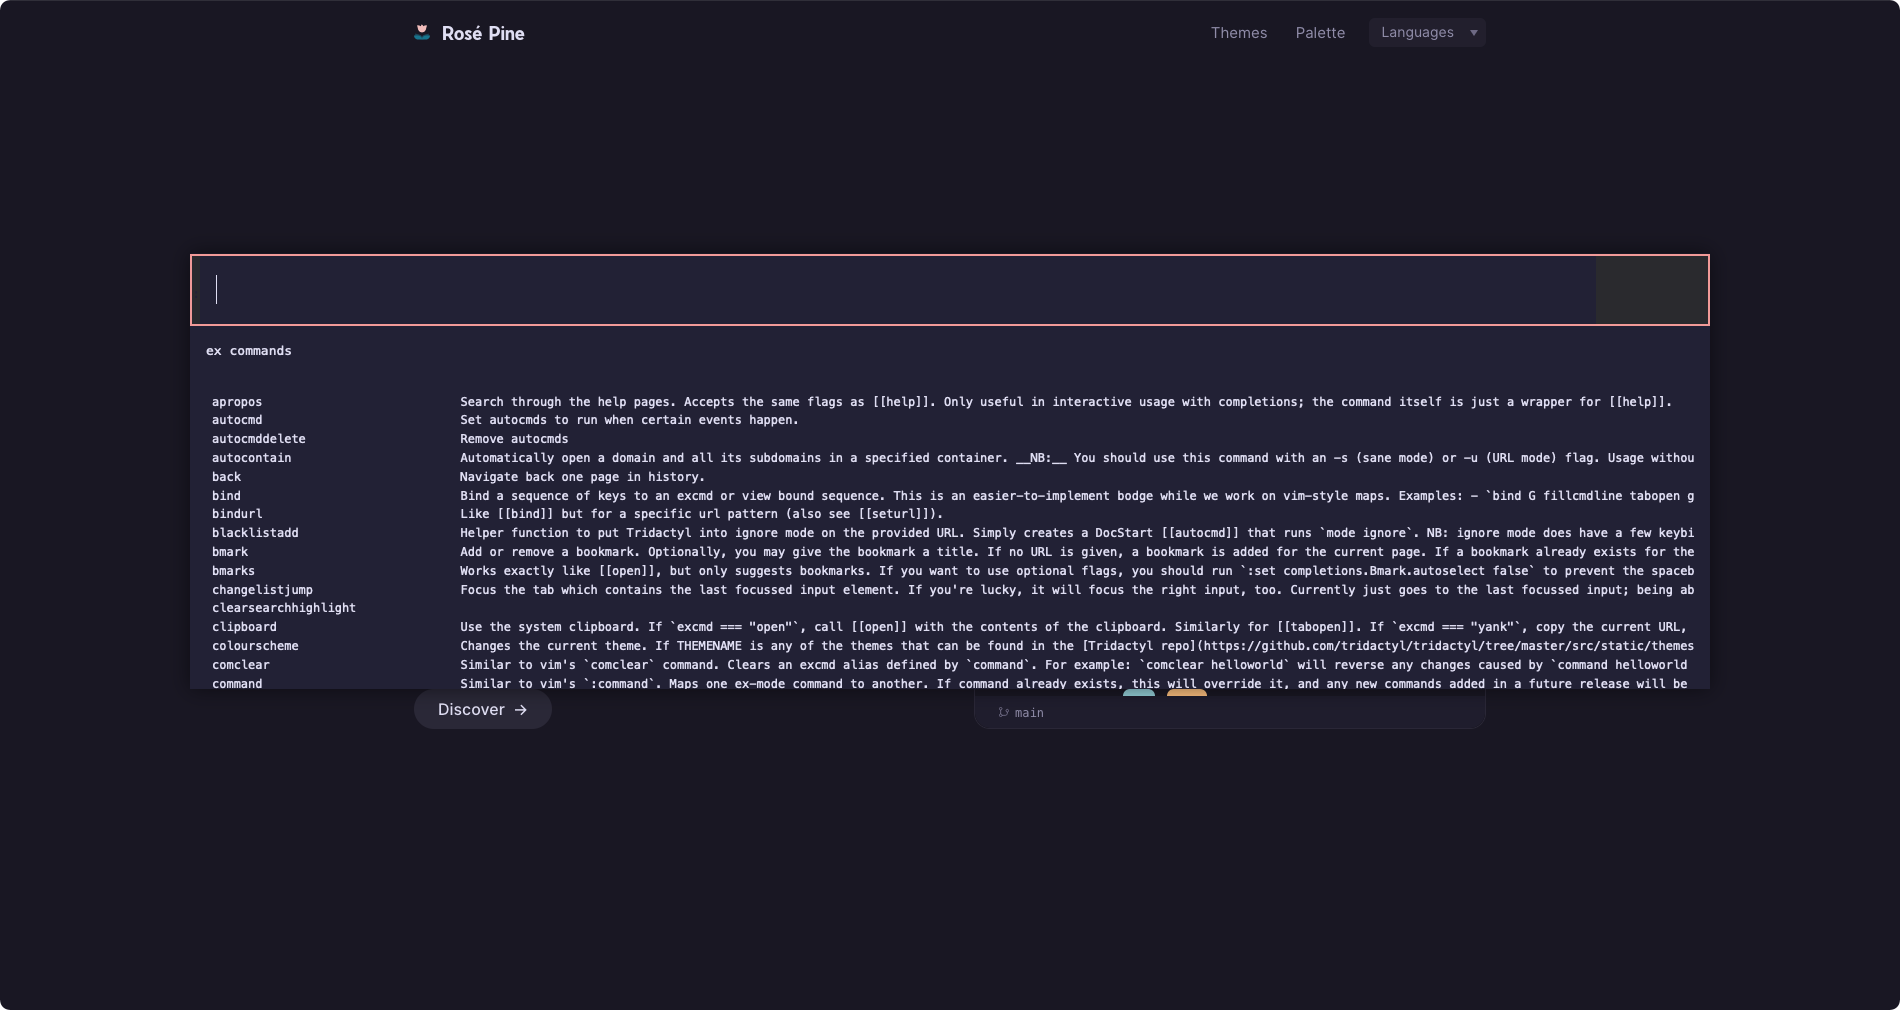 Rosé Pine
Themes
Palette
Languages
ex commands
apropos Search through the help pages. Accepts the same flags as [[help]]. Only useful in interactive usage with completions; the command itself is just a wrapper for [[help]].
autocmd Set autocmds to run when certain events happen.
autocmddelete Remove autocmds
autocontain Automatically open a domain and all its subdomains in a specified container. __NB:__ You should use this command with an -s (sane mode) or -u (URL mode) flag. Usage withou
back Navigate back one page in history.
bind Bind a sequence of keys to an excmd or view bound sequence. This is an easier-to-implement bodge while we work on vim-style maps. Examples: - `bind G fillcmdline tabopen g
bindurl Like [[bind]] but for a specific url pattern (also see [[seturl]]).
blacklistadd Helper function to put Tridactyl into ignore mode on the provided URL. Simply creates a DocStart [[autocmd]] that runs `mode ignore`. NB: ignore mode does have a few keybi
bmark Add or remove a bookmark. Optionally, you may give the bookmark a title. If no URL is given, a bookmark is added for the current page. If a bookmark already exists for the
bmarks Works exactly like [[open]], but only suggests bookmarks. If you want to use optional flags, you should run `:set completions.Bmark.autoselect false` to prevent the spaceb
changelistjump Focus the tab which contains the last focussed input element. If you're lucky, it will focus the right input, too. Currently just goes to the last focussed input; being ab
clearsearchhighlight
clipboard Use the system clipboard. If `excmd === "open"`, call [[open]] with the contents of the clipboard. Similarly for [[tabopen]]. If `excmd === "yank"`, copy the current URL,
colourscheme Changes the current theme. If THEMENAME is any of the themes that can be found in the [Tridactyl repo](https://github.com/tridactyl/tridactyl/tree/master/src/static/themes
comclear Similar to vim's `comclear` command. Clears an excmd alias defined by `command`. For example: `comclear helloworld` will reverse any changes caused by `command helloworld
command Similar to vim's `:command`. Maps one ex-mode command to another. If command already exists, this will override it, and any new commands added in a future release will be
Discover →
main